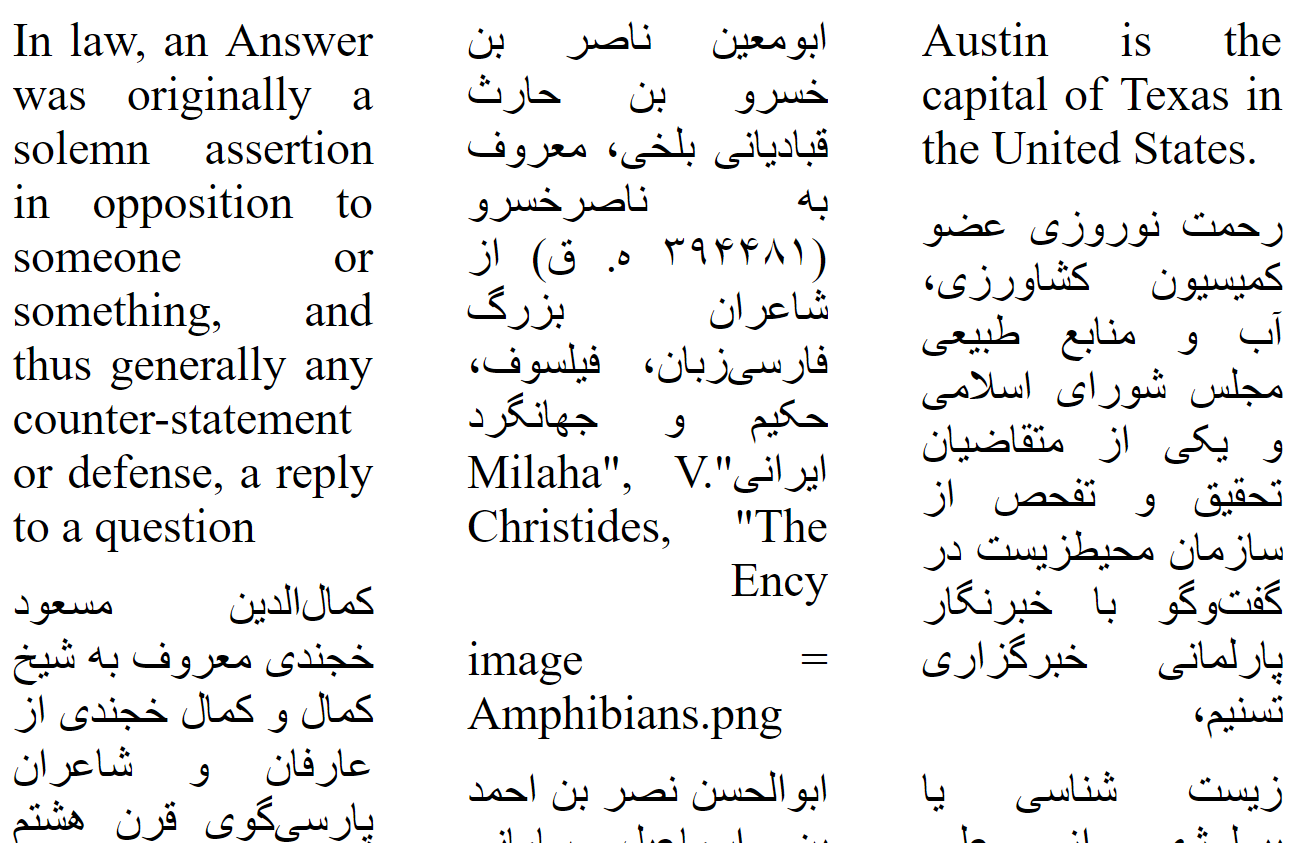 In law, an Answer
was originally a
solemn assertion
in opposition to
someone or
something, and
thus generally any
counter-statement
or defense, a reply
to a question
کمال‌الدین مسعود
خجندی معروف به شیخ
کمال و کمال خجندی از
عارفان و شاعران
پارسی‌گوی قرن هشتم
ابومعین ناصر بن
خسرو بن حارث
قبادیانی بلخی، معروف
به ناصرخسرو
(۳۹۴۴۸۱ ه. ق) از
شاعران بزرگ
فارسی‌زبان، فیلسوف،
حکیم و جهانگرد
ایرانی"Milaha", V.
Christides, "The
Ency
image =
Amphibians.png
ابوالحسن نصر بن احمد
بن اسماعیل سامانی
Austin is the
capital of Texas in
the United States.
رحمت نوروزی عضو
کمیسیون کشاورزی،
آب و منابع طبیعی
مجلس شورای اسلامی
و یکی از متقاضیان
تحقیق و تفحص از
سازمان محیطزیست در
گفت‌وگو با خبرنگار
پارلمانی خبرگزاری
تسنیم،
زیست شناسی یا